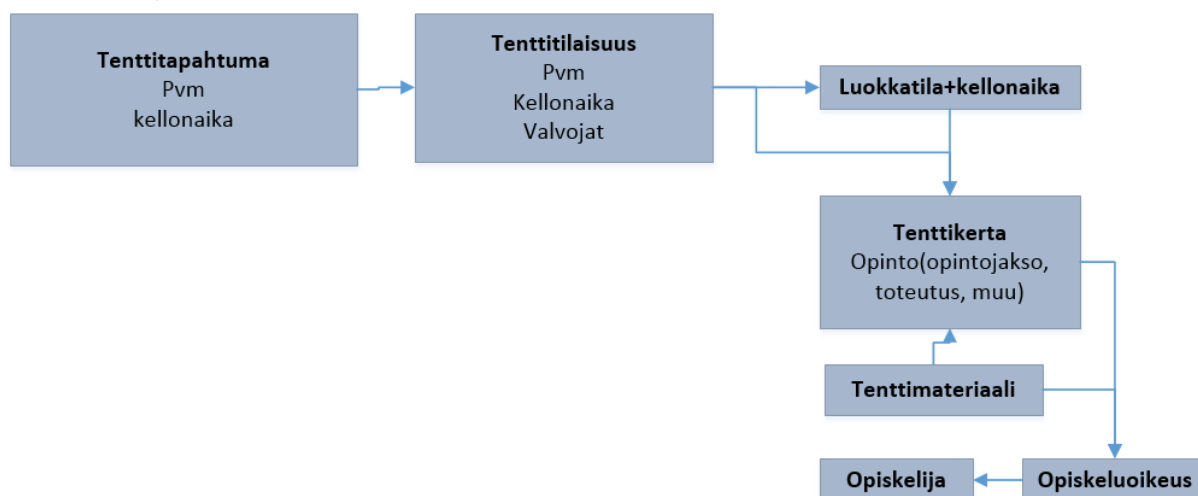 Tenttitapahtuma
Pvm
kellonaika
Tenttitilaisuus
Pvm
Kellonaika
Valvojat
Luokkatila+kellonaika
Tenttikerta
Opinto(opintojakso,
toteutus, muu)
Tenttimateriaali
Opiskelija
Opiskeluoikeus